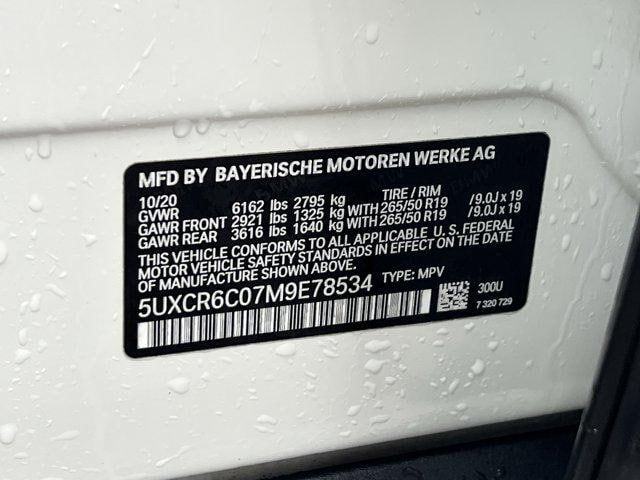 MFD BY BAYERISCHE MOTOREN WERKE AG
10/20
GVWR 6162 lbs 2795 kg TIRE / RIM
GAWR FRONT 2921 lbs 1325 kg WITH 265/50 R19 /9.0J x 19
GAWR REAR 3616 lbs 1640 kg WITH 265/50 R19 /9.0J x 19
THIS VEHICLE CONFORMS TO ALL APPLICABLE U. S. FEDERAL
MOTOR VEHICLE SAFETY STANDARDS IN EFFECT ON THE DATE
OF MANUFACTURE SHOWN ABOVE.
5UXCR6C07M9E78534 TYPE: MPV
300U
7 320 729